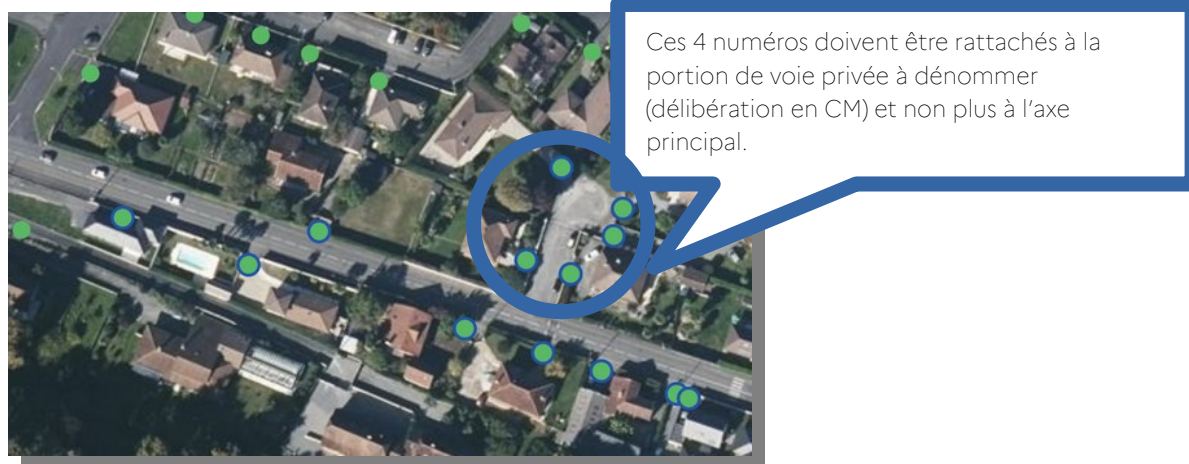 Ces 4 numéros doivent être rattachés à la
portion de voie privée à dénommer
(délibération en CM) et non plus à l’axe
principal.